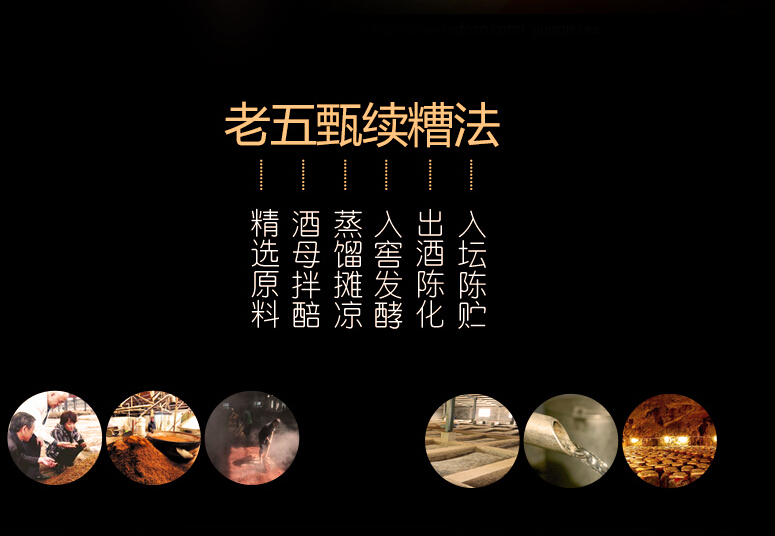 老五甄续糟法
精选原料
酒母拌醅
蒸馏摊凉
入窖发酵
出酒陈化
入坛陈贮